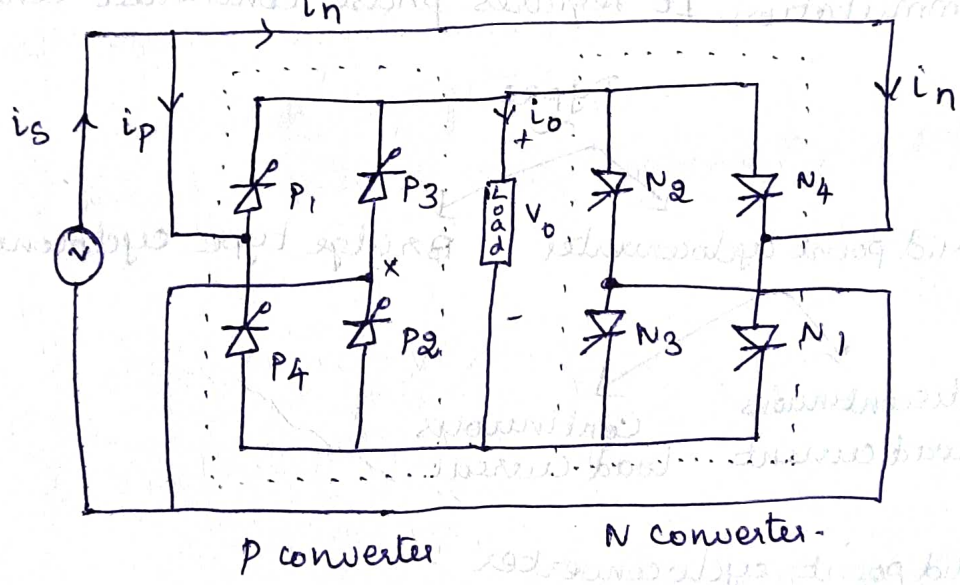 in
is
ip
P1
P3
io
+
Load
Vo
-
N2
N4
in
x
P4
P2
N3
N1
P converter
N converter-